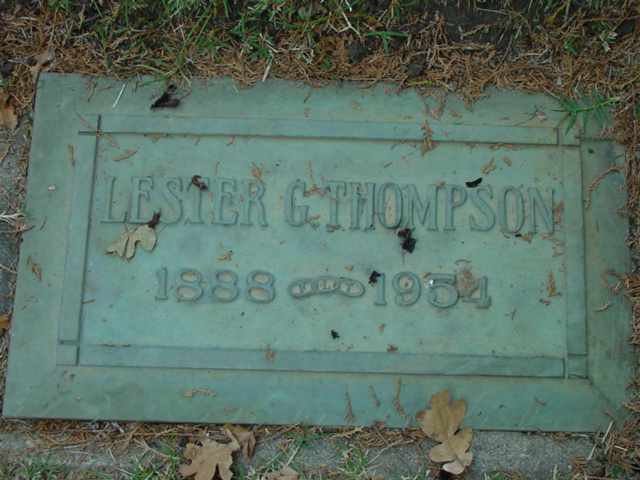 LESTER G. THOMPSON
1888 F L T 1954